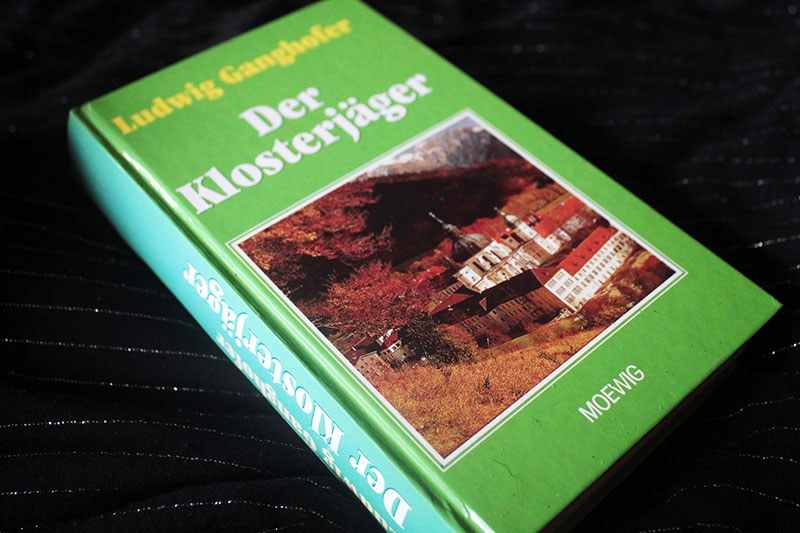 Ludwig Ganghofer
Der
Klosterjäger
MOEWIG
Ludwig Ganghofer
Der Klosterjäger